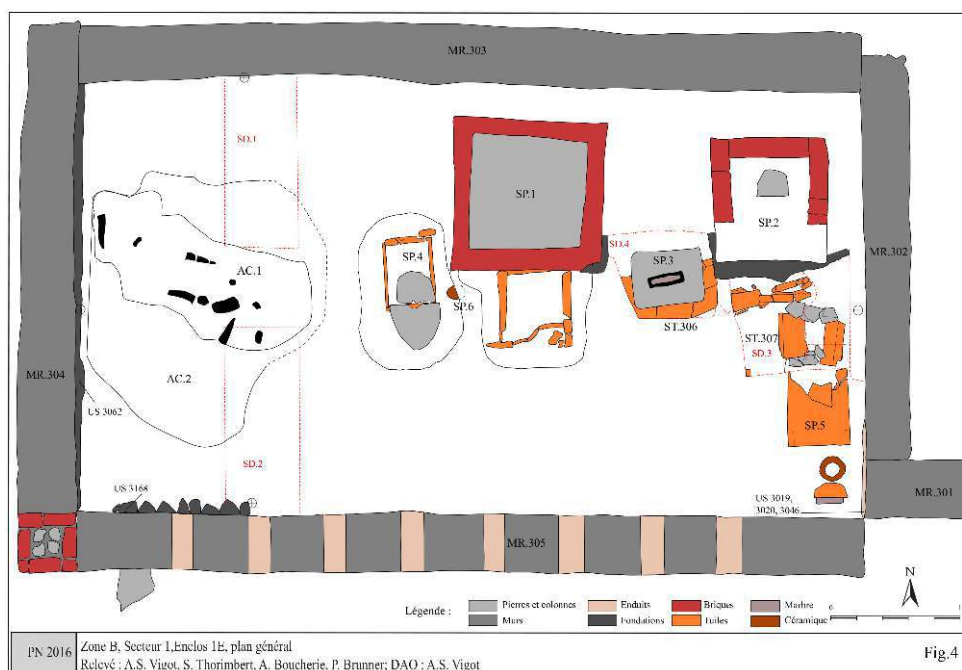 MR.303
SD.1
SP.1
SP.2
MR.302
SP.4
SD.4
SP.3
AC.1
SP.6
ST.306
ST.307
SD.3
MR.304
AC.2
US 3062
SP.5
SD.2
US 3168
US 3019,
3020, 3046
MR.301
MR.305
N
Légende :
Pierres et colonnes
Enduits
Briques
Marbre
Murs
Fondations
Tuiles
Céramique
PN 2016
Zone B, Secteur 1,Enclos 1E, plan général
Relevé : A.S. Vigot, S. Thorimbert, A. Boucherie, P. Brunner; DAO : A.S. Vigot
Fig.4